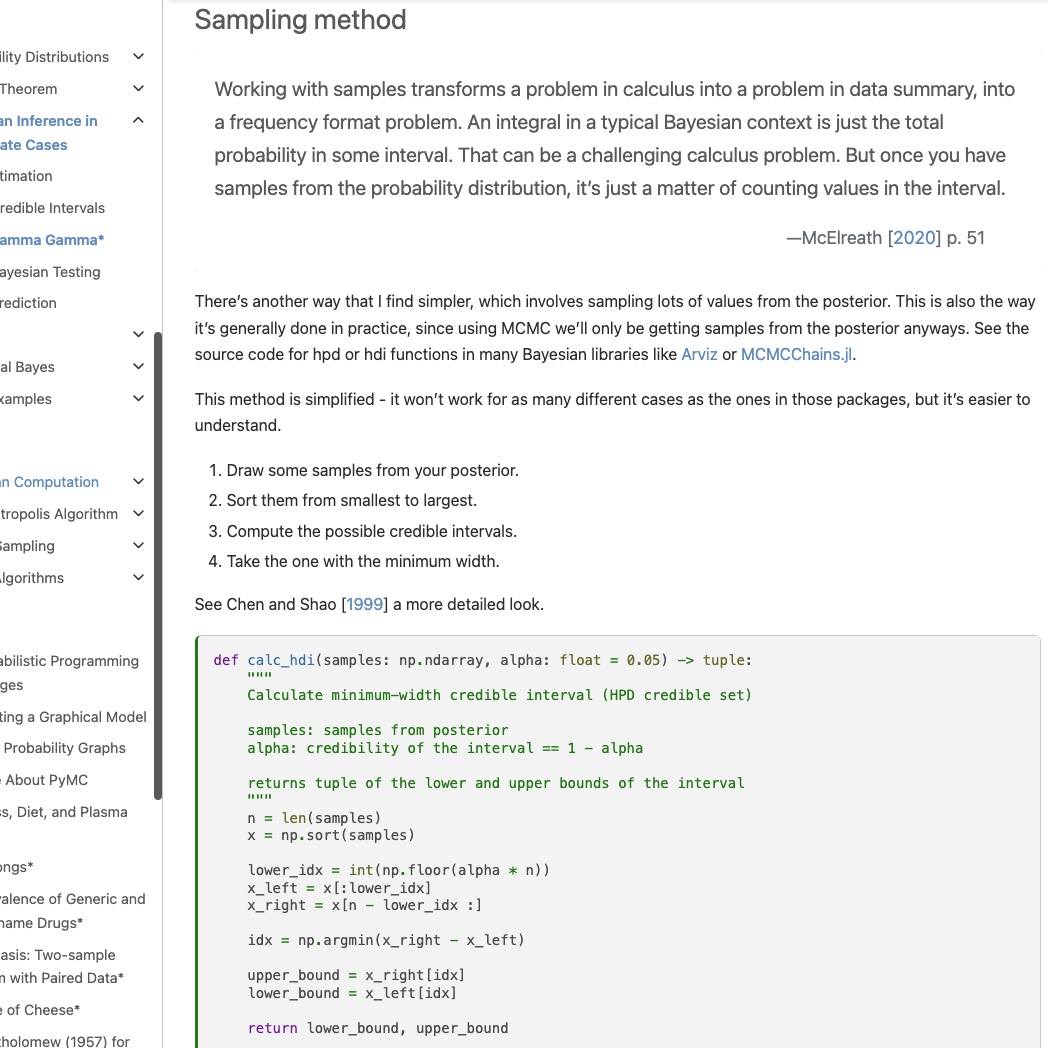 ility Distributions
Theorem
an Inference in
ate Cases
timation
redible Intervals
amma Gamma*
ayesian Testing
rediction
al Bayes
xamples
n Computation
tropolis Algorithm
Sampling
lgorithms
abilistic Programming
ges
ting a Graphical Model
Probability Graphs
e About PyMC
ss, Diet, and Plasma
ongs*
valence of Generic and
name Drugs*
asis: Two-sample
m with Paired Data*
e of Cheese*
tholomew (1957) for
Sampling method
Working with samples transforms a problem in calculus into a problem in data summary, into
a frequency format problem. An integral in a typical Bayesian context is just the total
probability in some interval. That can be a challenging calculus problem. But once you have
samples from the probability distribution, it’s just a matter of counting values in the interval.
—McElreath [2020] p. 51
There’s another way that I find simpler, which involves sampling lots of values from the posterior. This is also the way
it’s generally done in practice, since using MCMC we’ll only be getting samples from the posterior anyways. See the
source code for hpd or hdi functions in many Bayesian libraries like Arviz or MCMCChains.jl.
This method is simplified - it won’t work for as many different cases as the ones in those packages, but it’s easier to
understand.
1. Draw some samples from your posterior.
2. Sort them from smallest to largest.
3. Compute the possible credible intervals.
4. Take the one with the minimum width.
See Chen and Shao [1999] a more detailed look.
def calc_hdi(samples: np.ndarray, alpha: float = 0.05) -> tuple:
    """
    Calculate minimum-width credible interval (HPD credible set)
    samples: samples from posterior
    alpha: credibility of the interval == 1 - alpha
    returns tuple of the lower and upper bounds of the interval
    """
    n = len(samples)
    x = np.sort(samples)
    lower_idx = int(np.floor(alpha * n))
    x_left = x[:lower_idx]
    x_right = x[n - lower_idx :]
    idx = np.argmin(x_right - x_left)
    upper_bound = x_right[idx]
    lower_bound = x_left[idx]
    return lower_bound, upper_bound